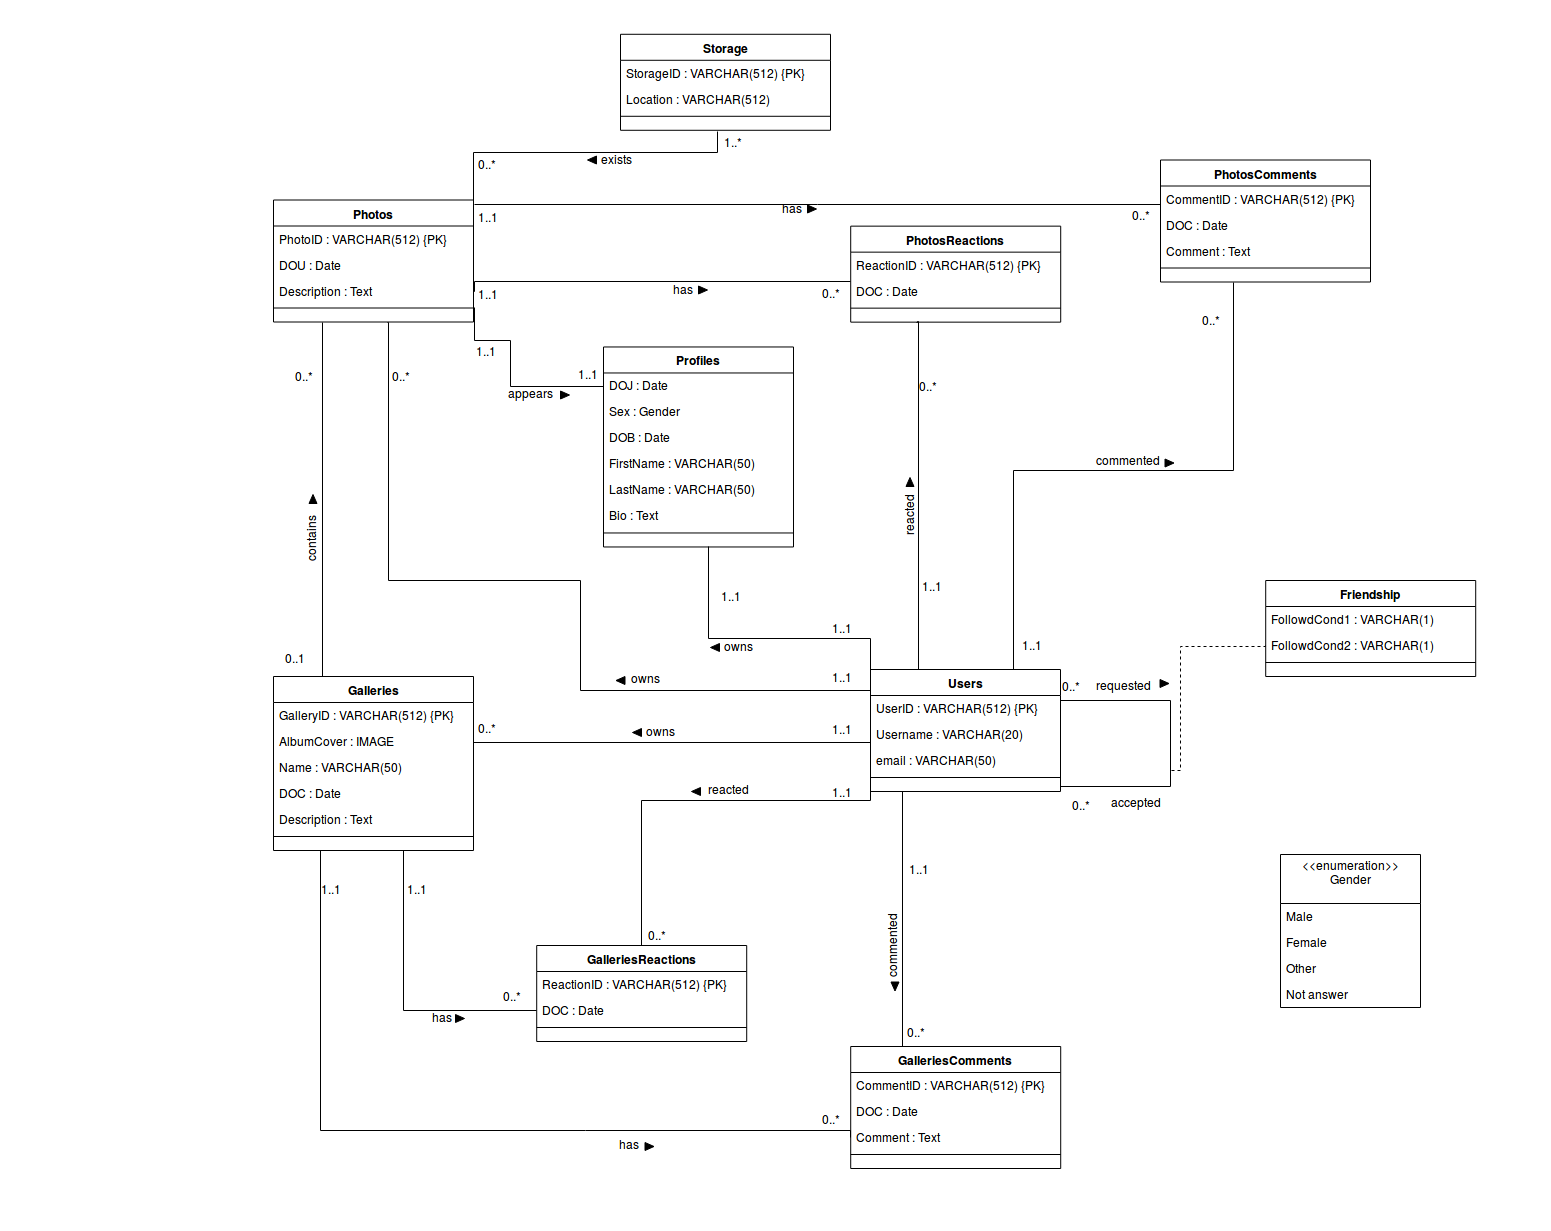 Storage
StorageID : VARCHAR(512) {PK}
Location : VARCHAR(512)
1..*
exists
0..*
PhotosComments
CommentID : VARCHAR(512) {PK}
DOC : Date
Comment : Text
has
0..*
1..1
Photos
PhotoID : VARCHAR(512) {PK}
DOU : Date
Description : Text
PhotosReactions
ReactionID : VARCHAR(512) {PK}
DOC : Date
1..1
has
0..*
0..*
1..1
Profiles
DOJ : Date
Sex : Gender
DOB : Date
FirstName : VARCHAR(50)
LastName : VARCHAR(50)
Bio : Text
1..1
appears
0..*
0..*
0..*
commented
reacted
contains
1..1
1..1
1..1
owns
1..1
1..1
Friendship
FollowdCond1 : VARCHAR(1)
FollowdCond2 : VARCHAR(1)
0..1
owns
1..1
Users
UserID : VARCHAR(512) {PK}
Username : VARCHAR(20)
email : VARCHAR(50)
0..*
requested
Galleries
GalleryID : VARCHAR(512) {PK}
AlbumCover : IMAGE
Name : VARCHAR(50)
DOC : Date
Description : Text
0..*
owns
1..1
reacted
1..1
0..*
accepted
<<enumeration>>
Gender
Male
Female
Other
Not answer
1..1
1..1
1..1
commented
0..*
GalleriesReactions
ReactionID : VARCHAR(512) {PK}
DOC : Date
0..*
has
0..*
GalleriesComments
CommentID : VARCHAR(512) {PK}
DOC : Date
Comment : Text
0..*
has